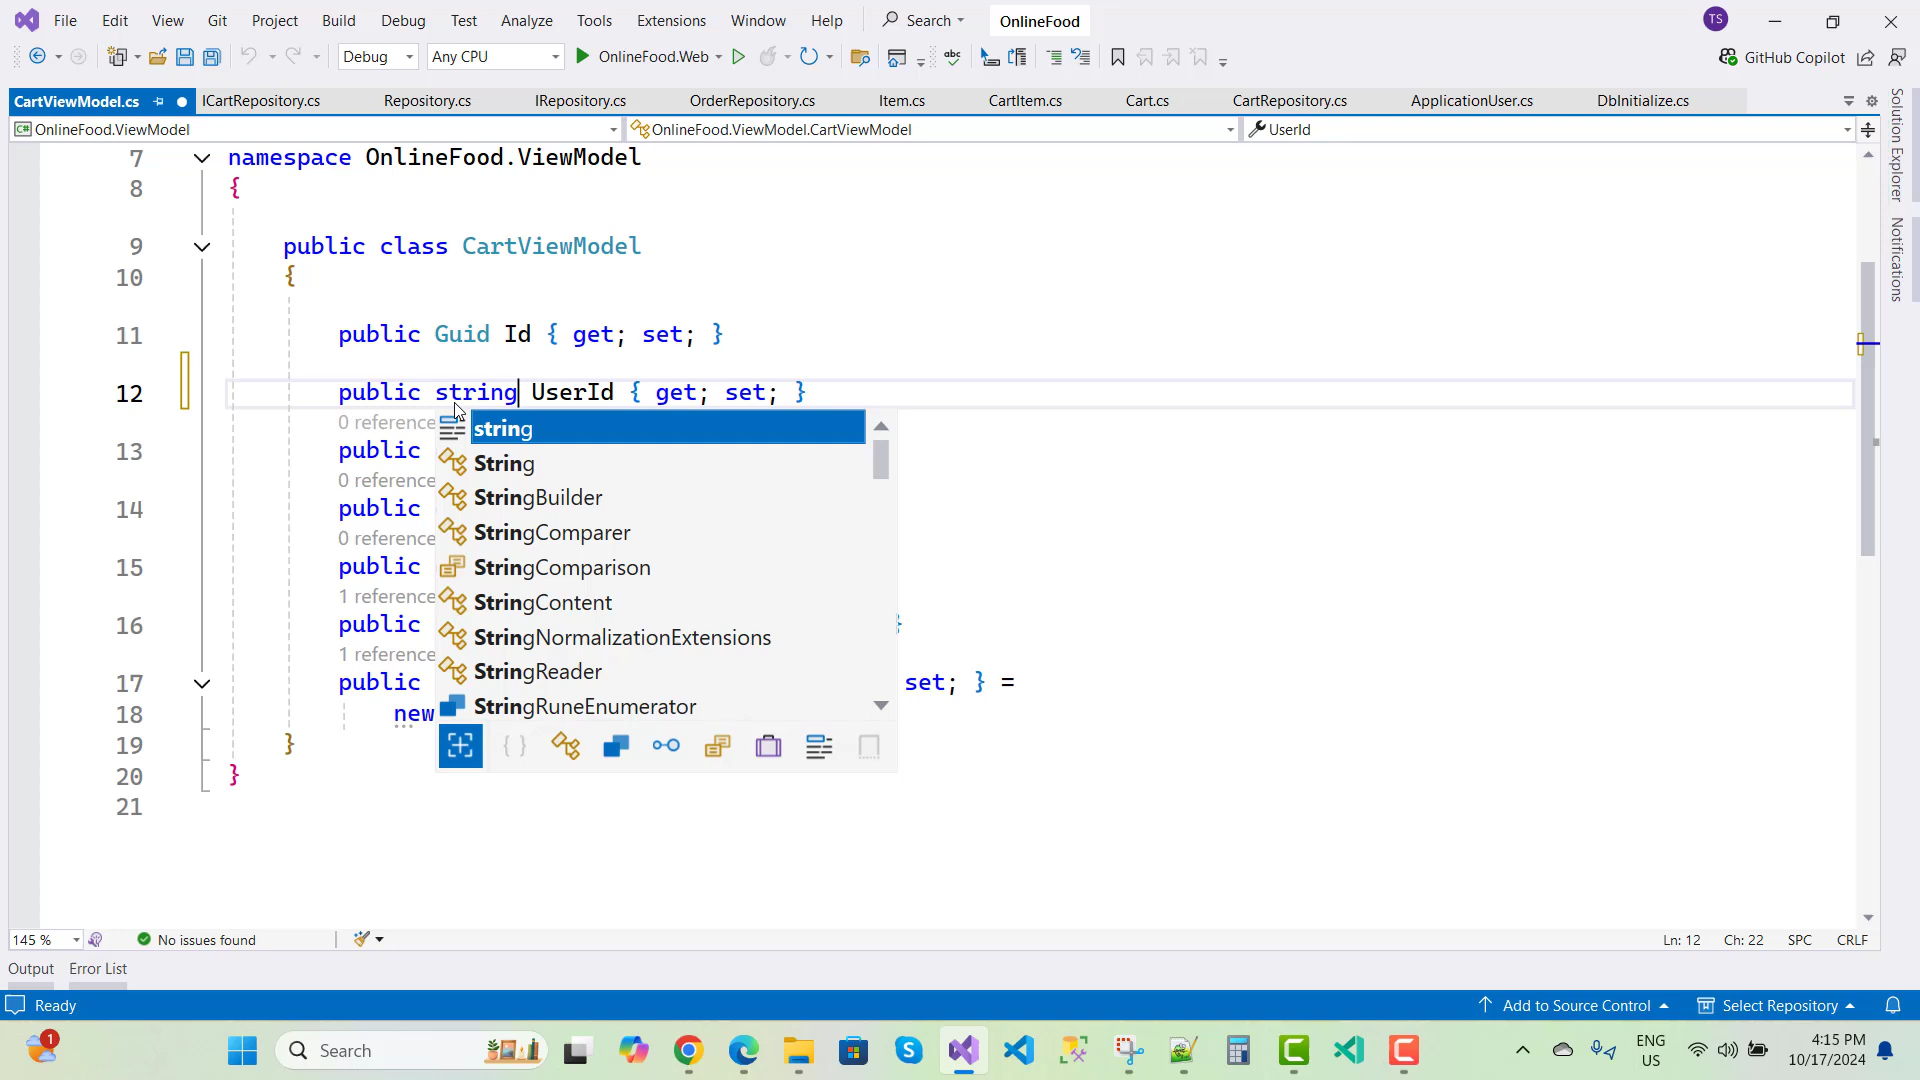 File Edit View Git Project Build Debug Test Analyze Tools Extensions Window Help Search OnlineFood TS
Debug Any CPU OnlineFood.Web abc GitHub Copilot
CartViewModel.cs ICartRepository.cs Repository.cs IRepository.cs OrderRepository.cs Item.cs CartItem.cs Cart.cs CartRepository.cs ApplicationUser.cs DbInitialize.cs
C# OnlineFood.ViewModel OnlineFood.ViewModel.CartViewModel UserId
Solution Explorer
Notifications
7 namespace OnlineFood.ViewModel
8 {
9 public class CartViewModel
10 {
11 public Guid Id { get; set; }
12 public string UserId { get; set; }
0 reference
13 public
0 reference
14 public
0 reference
15 public
1 reference
16 public }
1 reference
17 public set; } =
18 new
19 }
20 }
21
string
String
StringBuilder
StringComparer
StringComparison
StringContent
StringNormalizationExtensions
StringReader
StringRuneEnumerator
145 % No issues found Ln: 12 Ch: 22 SPC CRLF
Output Error List
Ready Add to Source Control Select Repository
1 Search ENG 4:15 PM
US 10/17/2024